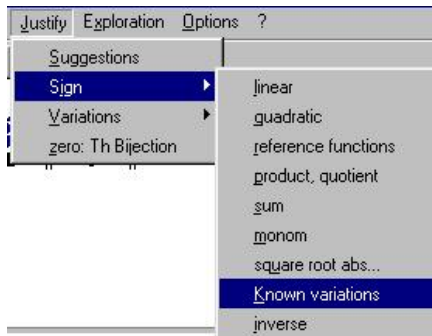 Justify Exploration Options ?
Suggestions
Sign
Variations
zero: Th Bijection
linear
quadratic
reference functions
product, quotient
sum
monom
square root abs...
Known variations
inverse